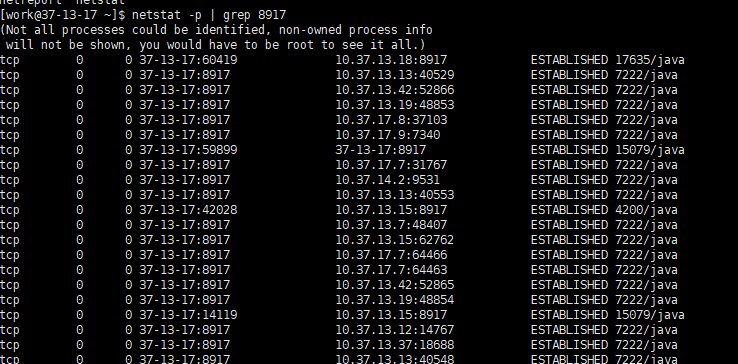 netreport  netstat
[work@37-13-17 ~]$ netstat -p | grep 8917
(Not all processes could be identified, non-owned process info
 will not be shown, you would have to be root to see it all.)
tcp        0      0 37-13-17:60419              10.37.13.18:8917            ESTABLISHED 17635/java
tcp        0      0 37-13-17:8917               10.37.13.13:40529           ESTABLISHED 7222/java
tcp        0      0 37-13-17:8917               10.37.13.42:52866           ESTABLISHED 7222/java
tcp        0      0 37-13-17:8917               10.37.13.19:48853           ESTABLISHED 7222/java
tcp        0      0 37-13-17:8917               10.37.17.8:37103            ESTABLISHED 7222/java
tcp        0      0 37-13-17:8917               10.37.17.9:7340             ESTABLISHED 7222/java
tcp        0      0 37-13-17:59899              37-13-17:8917               ESTABLISHED 15079/java
tcp        0      0 37-13-17:8917               10.37.17.7:31767            ESTABLISHED 7222/java
tcp        0      0 37-13-17:8917               10.37.14.2:9531             ESTABLISHED 7222/java
tcp        0      0 37-13-17:8917               10.37.13.13:40553           ESTABLISHED 7222/java
tcp        0      0 37-13-17:42028              10.37.13.15:8917            ESTABLISHED 4200/java
tcp        0      0 37-13-17:8917               10.37.13.7:48407            ESTABLISHED 7222/java
tcp        0      0 37-13-17:8917               10.37.13.15:62762           ESTABLISHED 7222/java
tcp        0      0 37-13-17:8917               10.37.17.7:64466            ESTABLISHED 7222/java
tcp        0      0 37-13-17:8917               10.37.17.7:64463            ESTABLISHED 7222/java
tcp        0      0 37-13-17:8917               10.37.13.42:52865           ESTABLISHED 7222/java
tcp        0      0 37-13-17:8917               10.37.13.19:48854           ESTABLISHED 7222/java
tcp        0      0 37-13-17:14119              10.37.13.15:8917            ESTABLISHED 15079/java
tcp        0      0 37-13-17:8917               10.37.13.12:14767           ESTABLISHED 7222/java
tcp        0      0 37-13-17:8917               10.37.13.37:18688           ESTABLISHED 7222/java
tcp        0      0 37-13-17:8917               10.37.13.13:40548           ESTABLISHED 7222/java